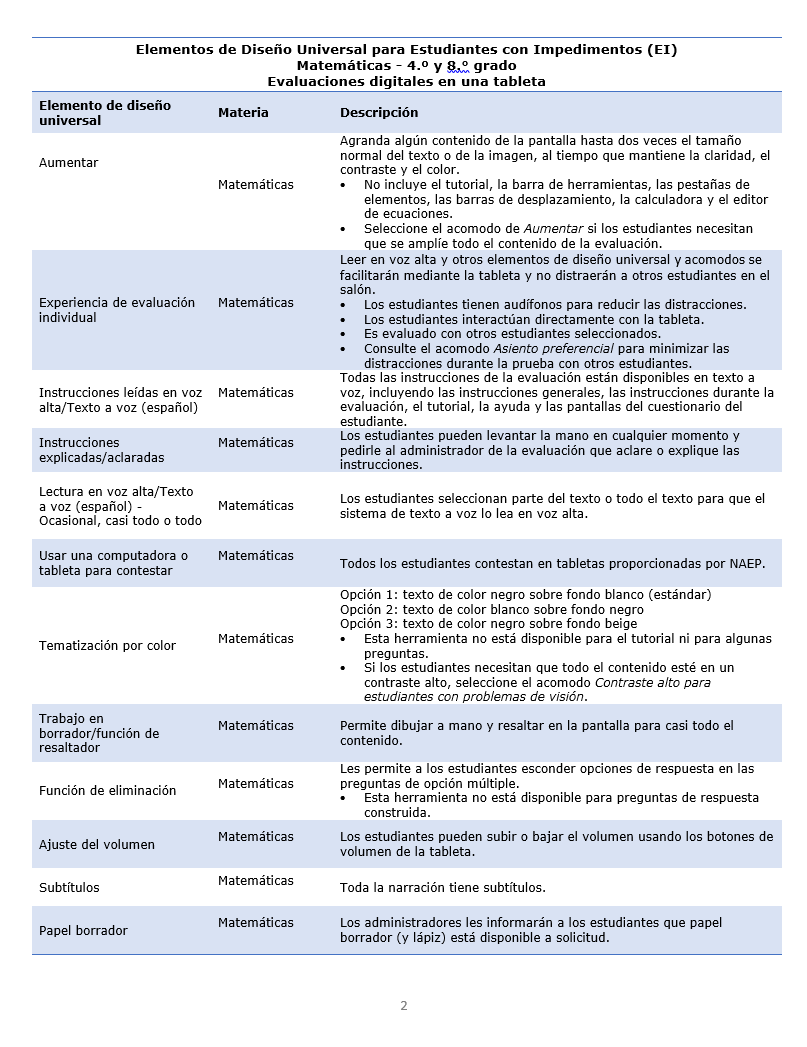 Elementos de Diseño Universal para Estudiantes con Impedimentos (EI)
Matemáticas - 4.º y 8.º grado
Evaluaciones digitales en una tableta
Elemento de diseño
universal
Materia
Descripción
Aumentar
Matemáticas
Agranda algún contenido de la pantalla hasta dos veces el tamaño
normal del texto o de la imagen, al tiempo que mantiene la claridad, el
contraste y el color.
• No incluye el tutorial, la barra de herramientas, las pestañas de
elementos, las barras de desplazamiento, la calculadora y el editor
de ecuaciones.
• Seleccione el acomodo de Aumentar si los estudiantes necesitan
que se amplíe todo el contenido de la evaluación.
Experiencia de evaluación
individual
Matemáticas
Leer en voz alta y otros elementos de diseño universal y acomodos se
facilitarán mediante la tableta y no distraerán a otros estudiantes en el
salón.
• Los estudiantes tienen audífonos para reducir las distracciones.
• Los estudiantes interactúan directamente con la tableta.
• Es evaluado con otros estudiantes seleccionados.
• Consulte el acomodo Asiento preferencial para minimizar las
distracciones durante la prueba con otros estudiantes.
Instrucciones leídas en voz
alta/Texto a voz (español)
Matemáticas
Todas las instrucciones de la evaluación están disponibles en texto a
voz, incluyendo las instrucciones generales, las instrucciones durante la
evaluación, el tutorial, la ayuda y las pantallas del cuestionario del
estudiante.
Instrucciones
explicadas/aclaradas
Matemáticas
Los estudiantes pueden levantar la mano en cualquier momento y
pedirle al administrador de la evaluación que aclare o explique las
instrucciones.
Lectura en voz alta/Texto
a voz (español) -
Ocasional, casi todo o todo
Matemáticas
Los estudiantes seleccionan parte del texto o todo el texto para que el
sistema de texto a voz lo lea en voz alta.
Usar una computadora o
tableta para contestar
Matemáticas
Todos los estudiantes contestan en tabletas proporcionadas por NAEP.
Tematización por color
Matemáticas
Opción 1: texto de color negro sobre fondo blanco (estándar)
Opción 2: texto de color blanco sobre fondo negro
Opción 3: texto de color negro sobre fondo beige
• Esta herramienta no está disponible para el tutorial ni para algunas
preguntas.
• Si los estudiantes necesitan que todo el contenido esté en un
contraste alto, seleccione el acomodo Contraste alto para
estudiantes con problemas de visión.
Trabajo en
borrador/función de
resaltador
Matemáticas
Permite dibujar a mano y resaltar en la pantalla para casi todo el
contenido.
Función de eliminación
Matemáticas
Les permite a los estudiantes esconder opciones de respuesta en las
preguntas de opción múltiple.
• Esta herramienta no está disponible para preguntas de respuesta
construida.
Ajuste del volumen
Matemáticas
Los estudiantes pueden subir o bajar el volumen usando los botones de
volumen de la tableta.
Subtítulos
Matemáticas
Toda la narración tiene subtítulos.
Papel borrador
Matemáticas
Los administradores les informarán a los estudiantes que papel
borrador (y lápiz) está disponible a solicitud.
2